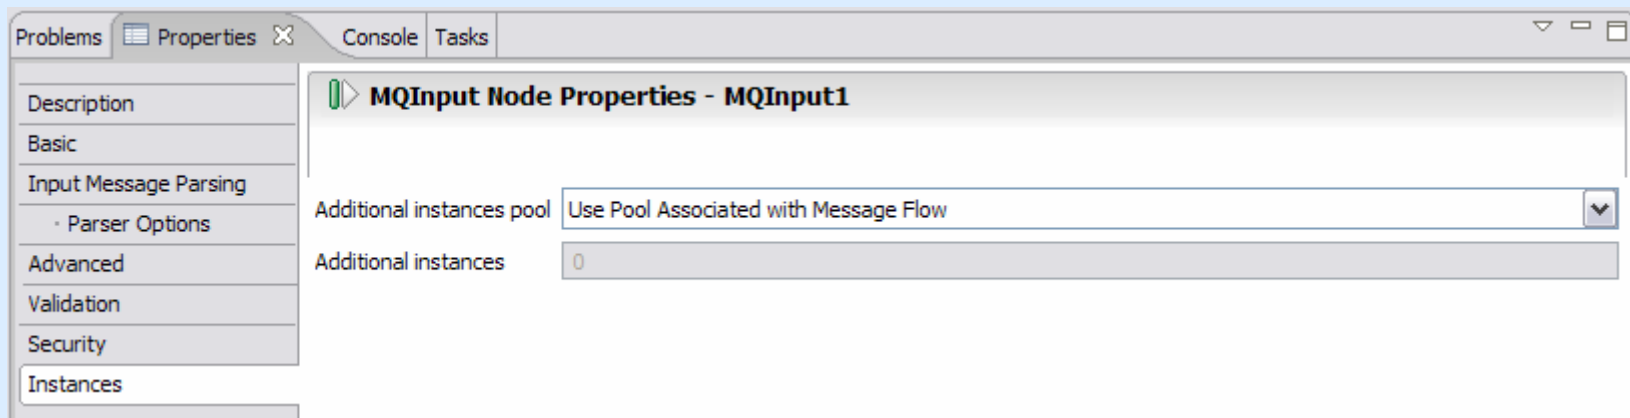 Problems Properties Console Tasks
MQInput Node Properties - MQInput1
Description
Basic
Input Message Parsing
Parser Options
Advanced
Validation
Security
Instances
Additional instances pool Use Pool Associated with Message Flow
Additional instances 0